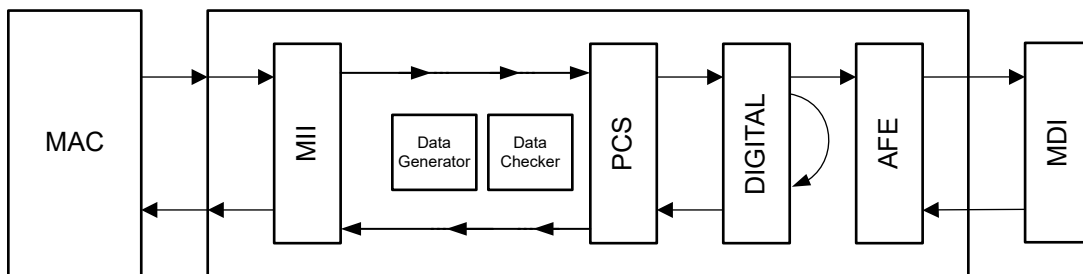 MAC
MII
Data
Generator
Data
Checker
PCS
DIGITAL
AFE
MDI